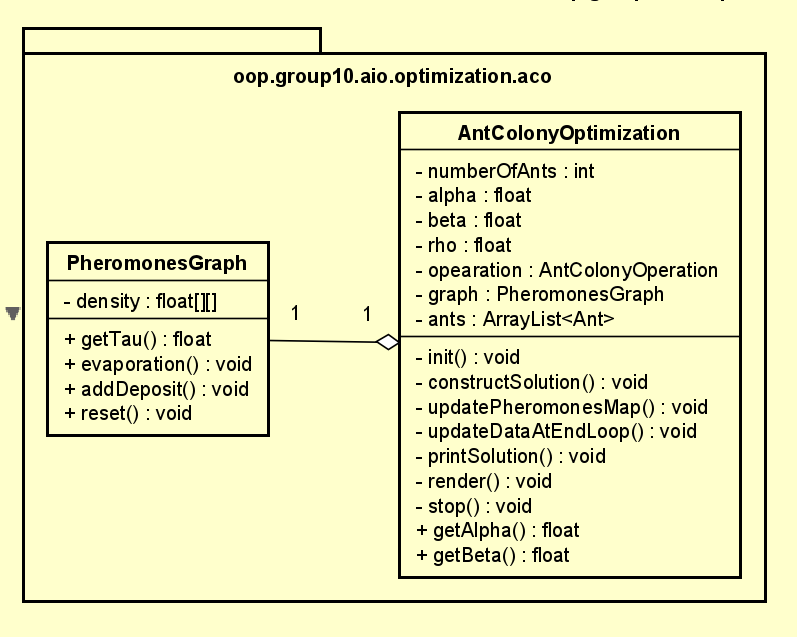 oop.group10.aio.optimization.aco
AntColonyOptimization
- numberOfAnts : int
- alpha : float
- beta : float
- rho : float
- opearation : AntColonyOperation
- graph : PheromonesGraph
- ants : ArrayList<Ant>
- init() : void
- constructSolution() : void
- updatePheromonesMap() : void
- updateDataAtEndLoop() : void
- printSolution() : void
- render() : void
- stop() : void
+ getAlpha() : float
+ getBeta() : float
PheromonesGraph
- density : float[][]
+ getTau() : float
+ evaporation() : void
+ addDeposit() : void
+ reset() : void
1
1